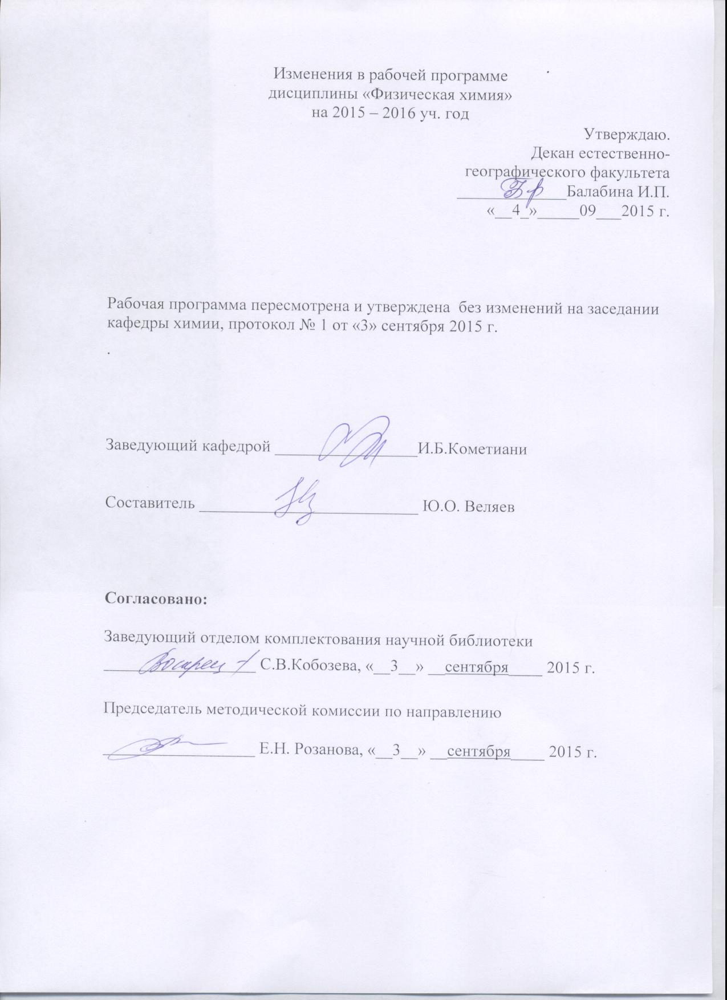 Изменения в рабочей программе
дисциплины «Физическая химия»
на 2015 – 2016 уч. год
Утверждаю.
Декан естественно-
географического факультета
_____________Балабина И.П.
«__4_»_____09___2015 г.
Рабочая программа пересмотрена и утверждена без изменений на заседании
кафедры химии, протокол № 1 от «3» сентября 2015 г.
.
Заведующий кафедрой _________________И.Б.Кометиани
Составитель __________________________ Ю.О. Веляев
Согласовано:
Заведующий отделом комплектования научной библиотеки
__________________ С.В.Кобозева, «__3__» __сентября____ 2015 г.
Председатель методической комиссии по направлению
__________________ Е.Н. Розанова, «__3__» __сентября____ 2015 г.